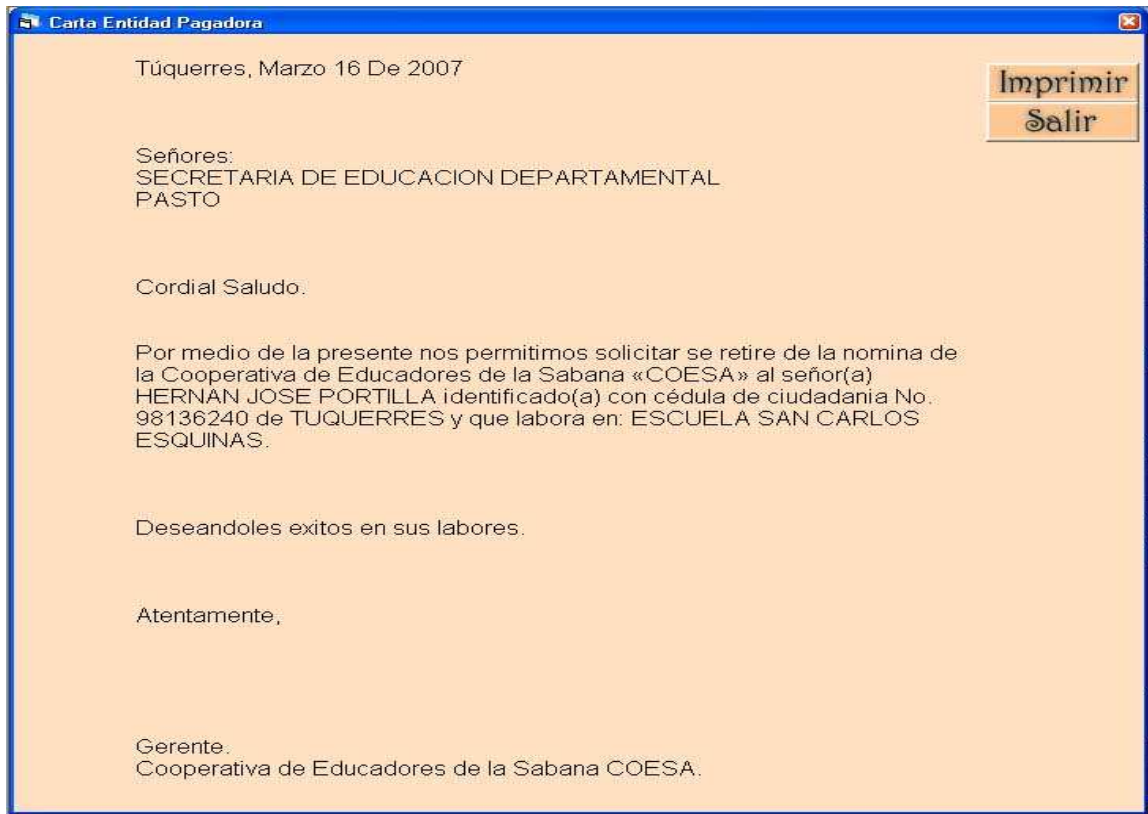 Carta Entidad Pagadora
Túquerres, Marzo 16 De 2007
Imprimir
Salir
Señores:
SECRETARIA DE EDUCACION DEPARTAMENTAL
PASTO
Cordial Saludo.
Por medio de la presente nos permitimos solicitar se retire de la nomina de
la Cooperativa de Educadores de la Sabana «COESA» al señor(a)
HERNAN JOSE PORTILLA identificado(a) con cédula de ciudadania No.
98136240 de TUQUERRES y que labora en: ESCUELA SAN CARLOS
ESQUINAS.
Deseandoles exitos en sus labores.
Atentamente,
Gerente.
Cooperativa de Educadores de la Sabana COESA.